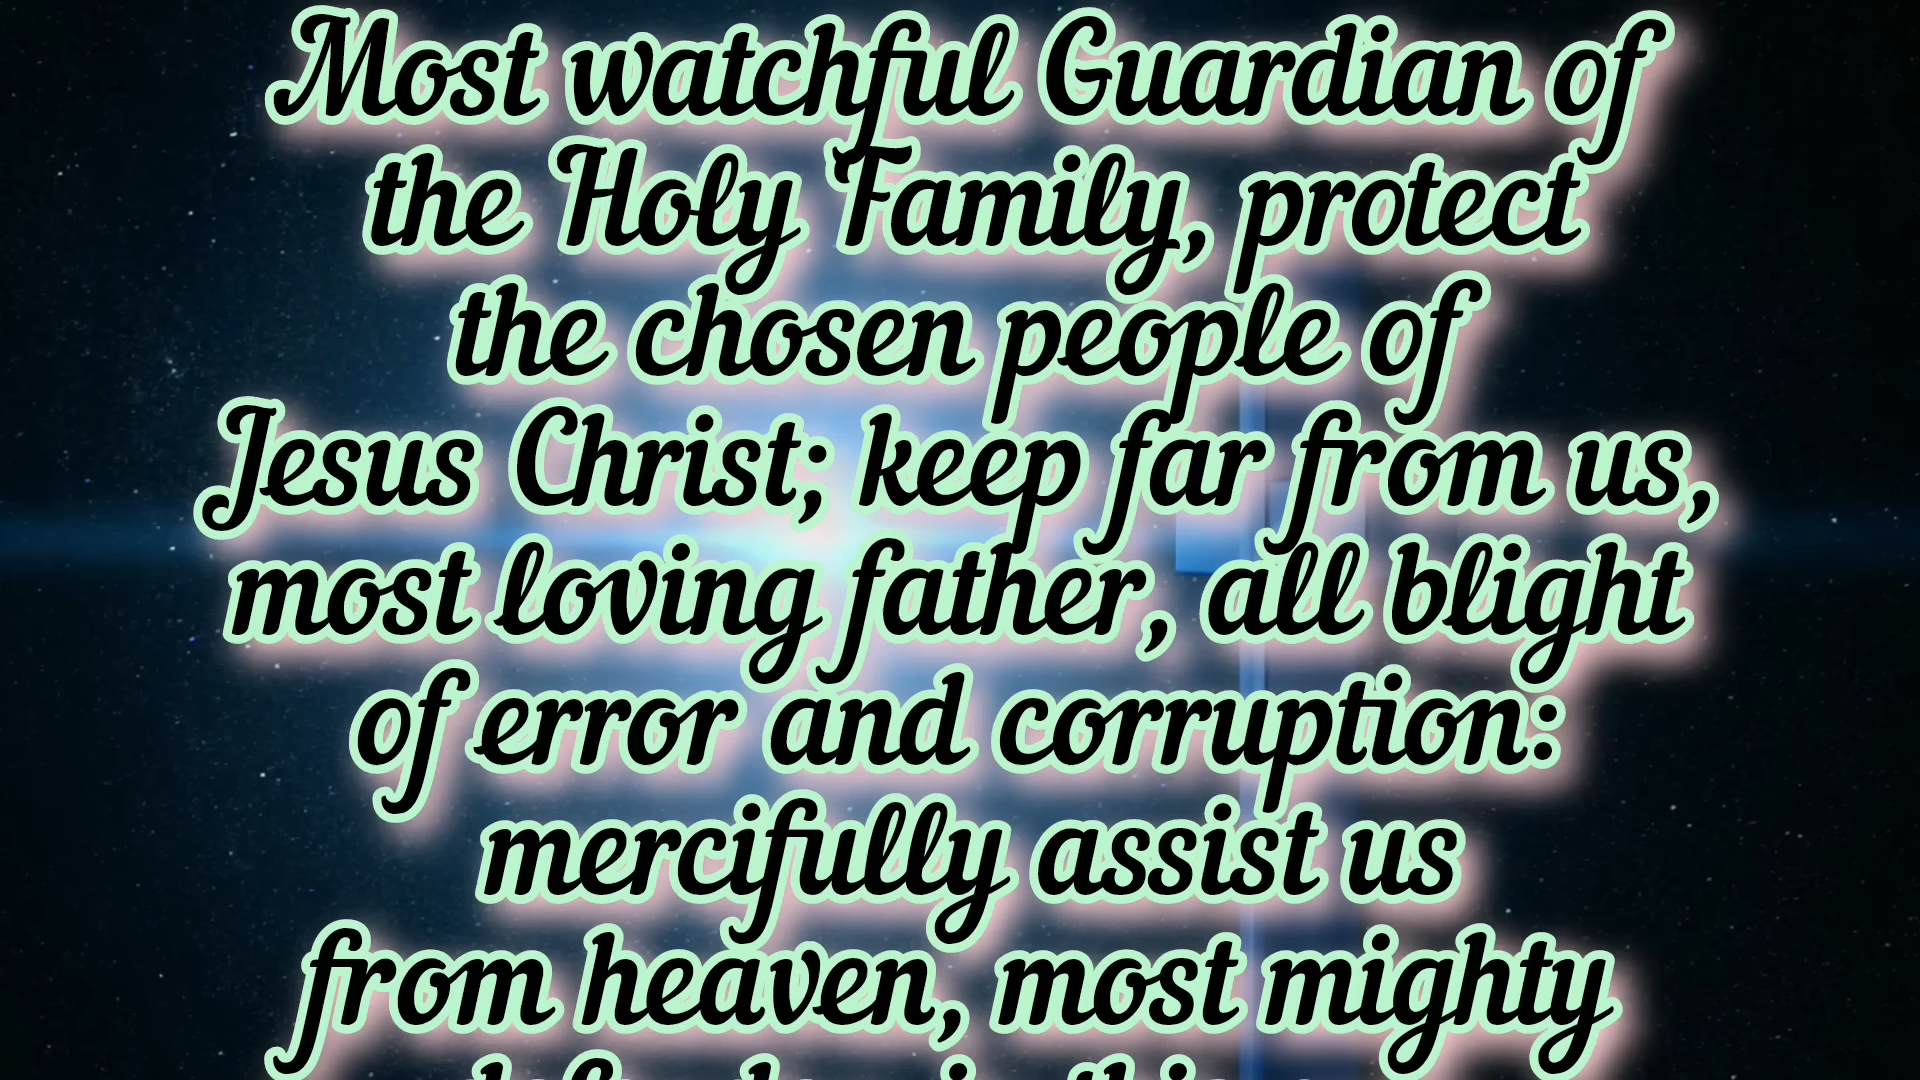 Most watchful Guardian of
the Holy Family, protect
the chosen people of
Jesus Christ; keep far from us,
most loving father, all blight
of error and corruption:
mercifully assist us
from heaven, most mighty